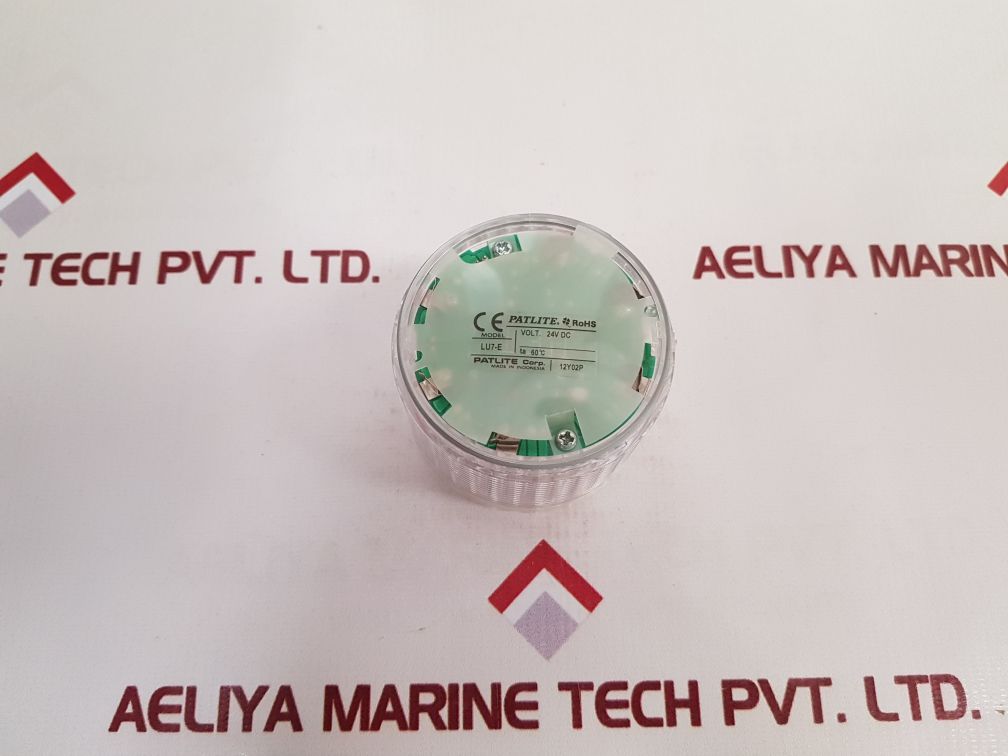 E TECH PVT. LTD.
AELIYA MARIN
CE PATLITE. RoHS
MODEL VOLT. 24V DC
LU7-E ta 60°C
PATLITE Corp. 12Y02P
MADE IN INDONESIA
AELIYA MARINE TECH PVT. LTD.